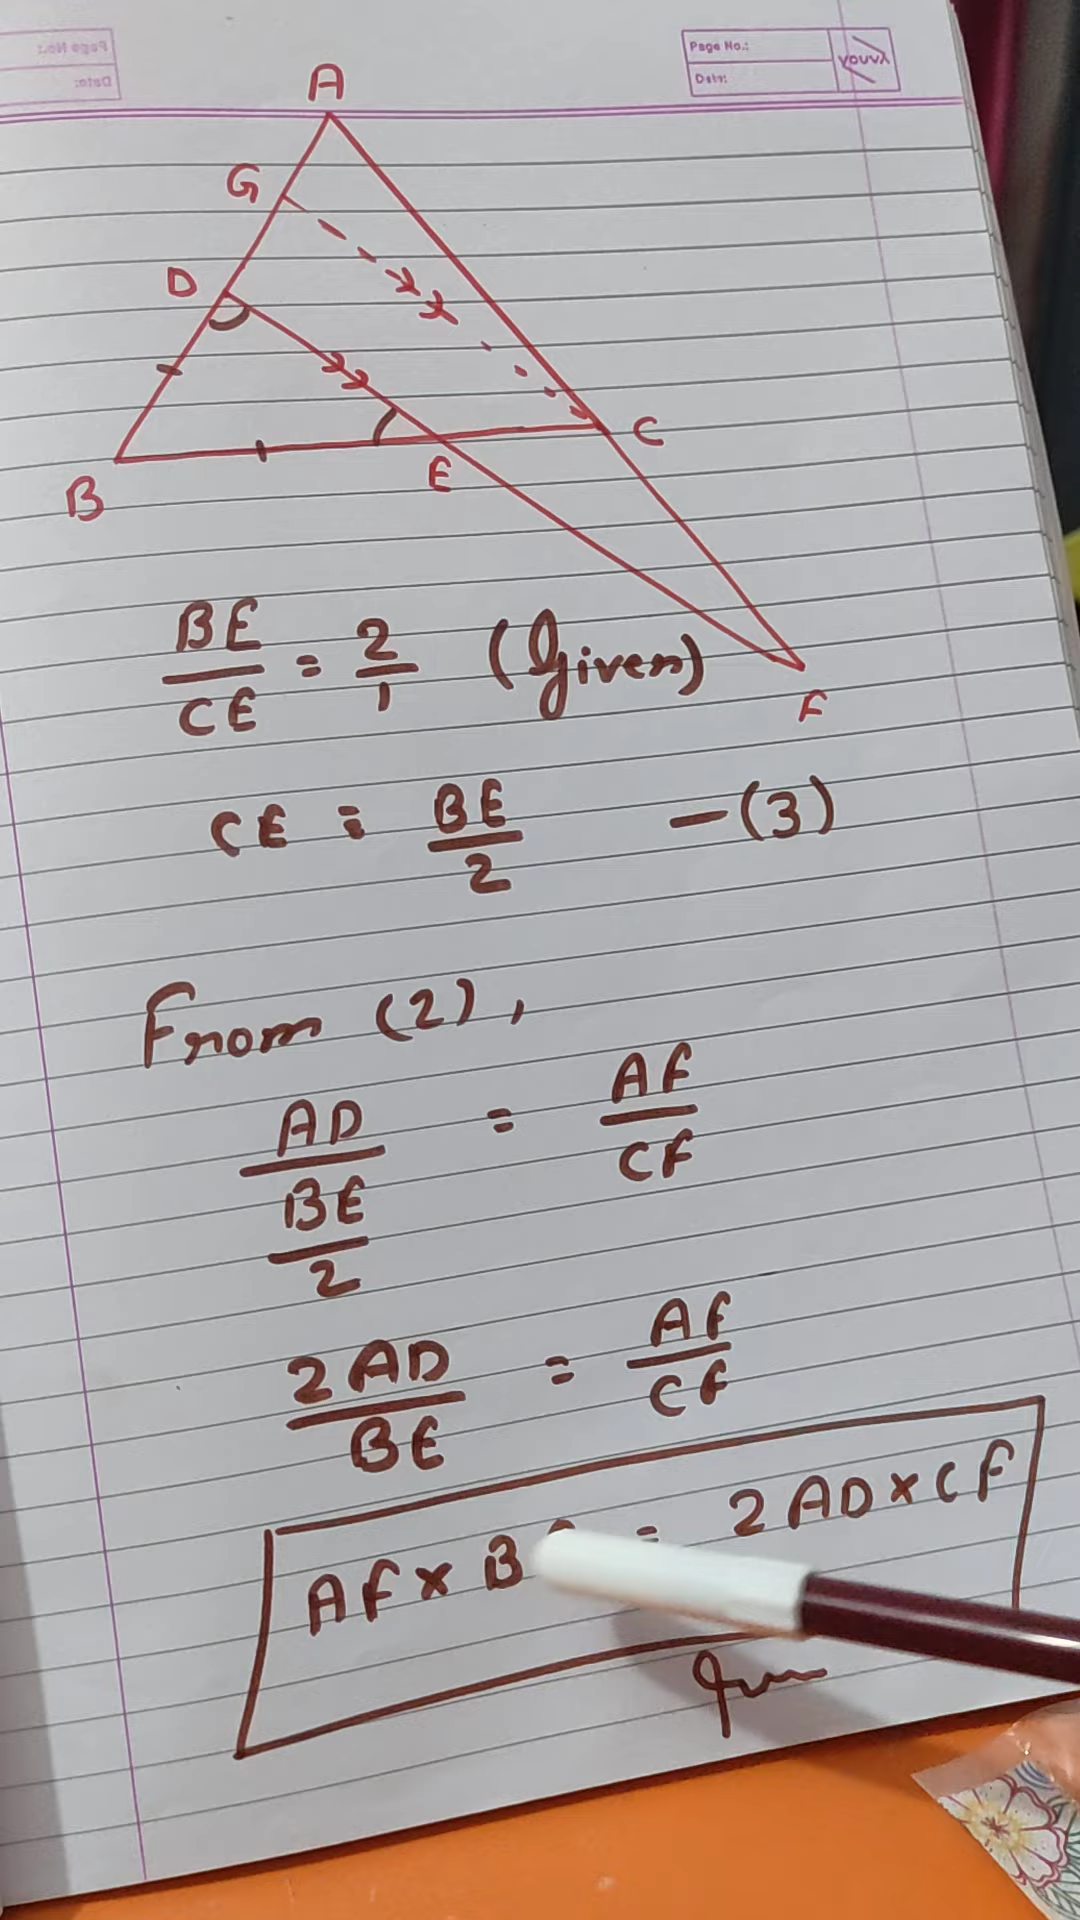 Page No.:
Date:
YOUVA
A
G
D
B
E
C
F
BE/CE = 2/1 (Given)
CE = BE/2 -(3)
From (2),
AD/(BE/2) = AF/CF
2AD/BE = AF/CF
AF × B = 2AD × CF